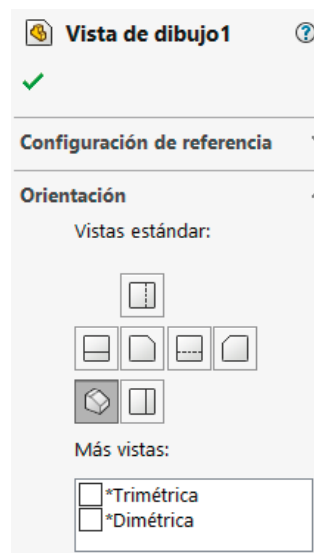 Vista de dibujo1
Configuración de referencia
Orientación
Vistas estándar:
Más vistas:
*Trimétrica
*Dimétrica